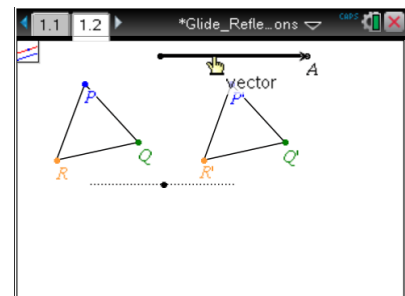 1.1 1.2 *Glide_Refle…ons CAPS
A
vector
P P'
Q Q'
R R'